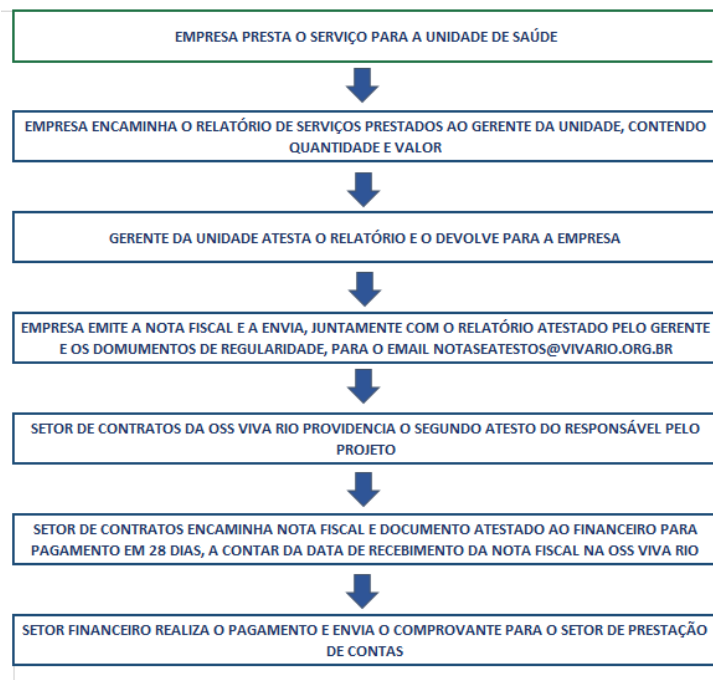 EMPRESA PRESTA O SERVIÇO PARA A UNIDADE DE SAÚDE
EMPRESA ENCAMINHA O RELATÓRIO DE SERVIÇOS PRESTADOS AO GERENTE DA UNIDADE, CONTENDO
QUANTIDADE E VALOR
GERENTE DA UNIDADE ATESTA O RELATÓRIO E O DEVOLVE PARA A EMPRESA
EMPRESA EMITE A NOTA FISCAL E A ENVIA, JUNTAMENTE COM O RELATÓRIO ATESTADO PELO GERENTE
E OS DOMUMENTOS DE REGULARIDADE, PARA O EMAIL NOTASEATESTOS@VIVARIO.ORG.BR
SETOR DE CONTRATOS DA OSS VIVA RIO PROVIDENCIA O SEGUNDO ATESTO DO RESPONSÁVEL PELO
PROJETO
SETOR DE CONTRATOS ENCAMINHA NOTA FISCAL E DOCUMENTO ATESTADO AO FINANCEIRO PARA
PAGAMENTO EM 28 DIAS, A CONTAR DA DATA DE RECEBIMENTO DA NOTA FISCAL NA OSS VIVA RIO
SETOR FINANCEIRO REALIZA O PAGAMENTO E ENVIA O COMPROVANTE PARA O SETOR DE PRESTAÇÃO
DE CONTAS